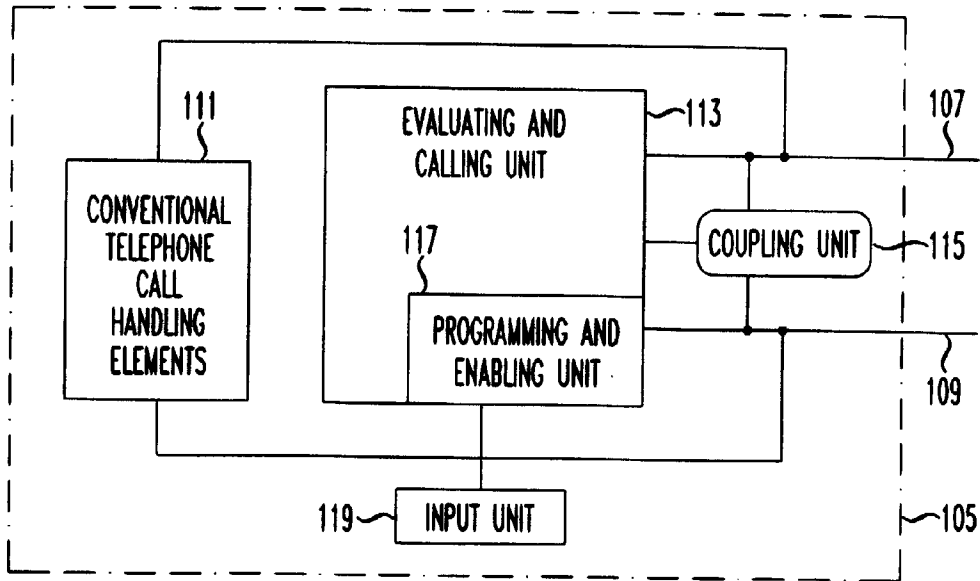 111
CONVENTIONAL
TELEPHONE
CALL
HANDLING
ELEMENTS
EVALUATING AND
CALLING UNIT
113
117
PROGRAMMING AND
ENABLING UNIT
107
COUPLING UNIT
115
109
119
INPUT UNIT
105